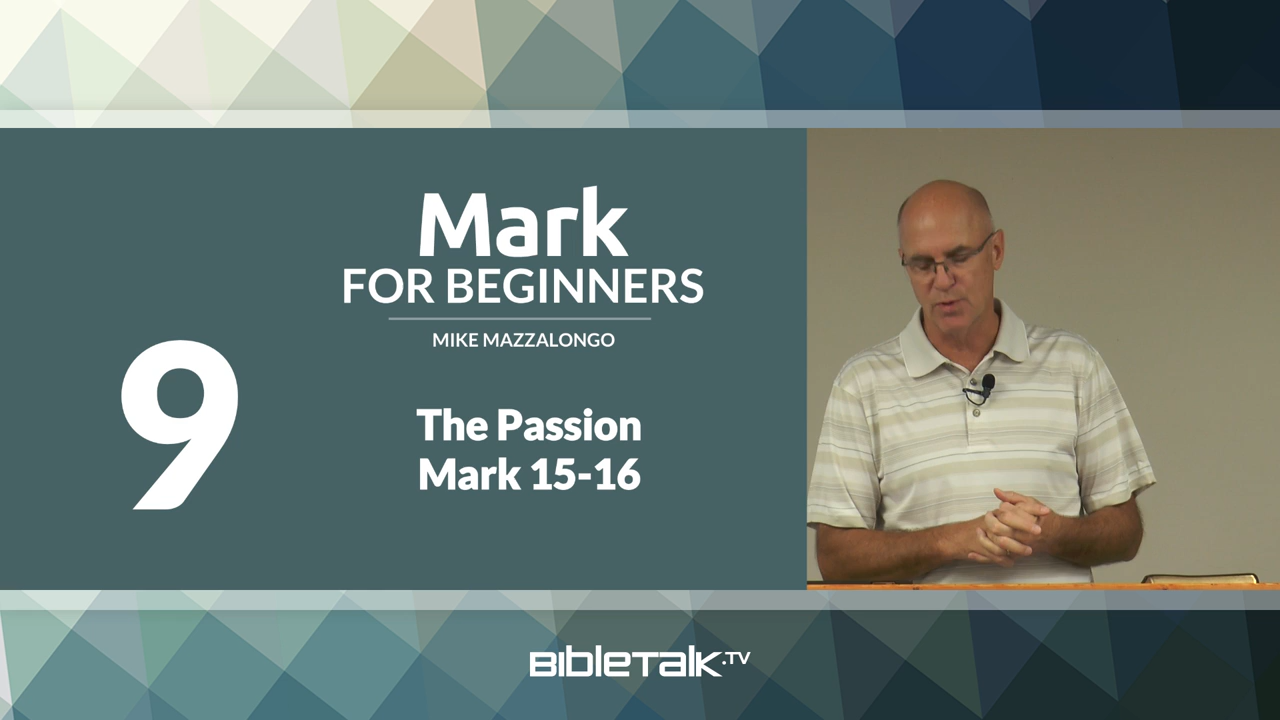 Mark
FOR BEGINNERS
MIKE MAZZALONGO
9
The Passion
Mark 15-16
BIBLETALK.TV